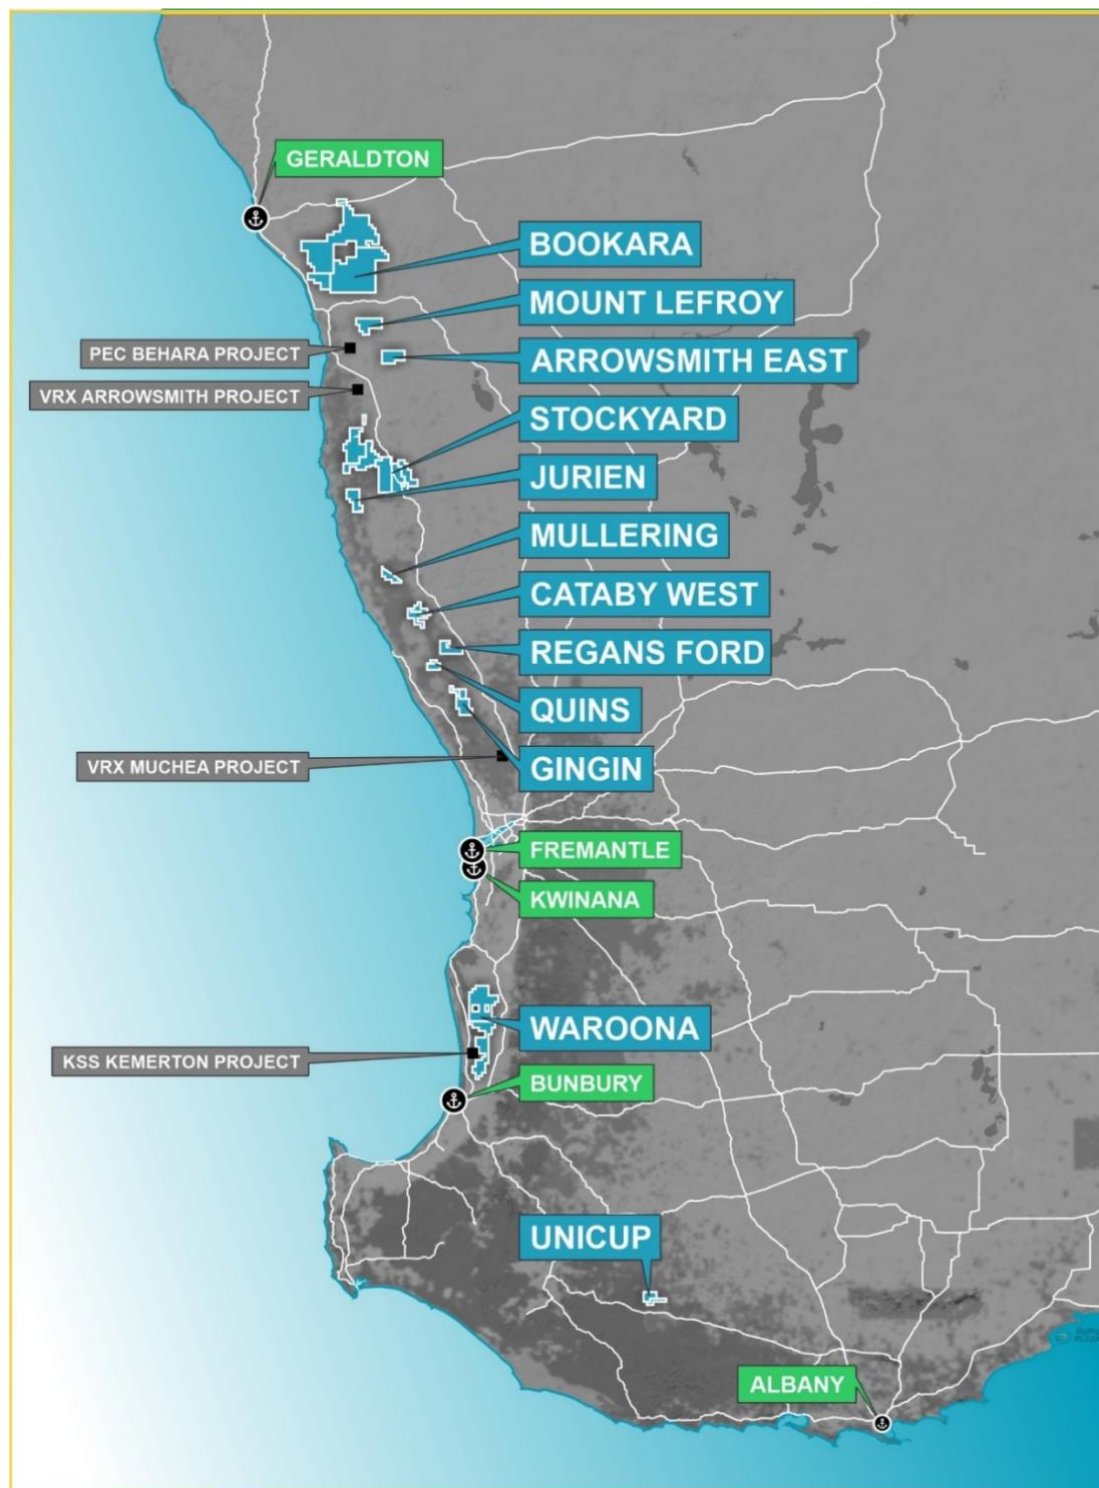 GERALDTON
BOOKARA
MOUNT LEFROY
PEC BEHARA PROJECT
ARROWSMITH EAST
VRX ARROWSMITH PROJECT
STOCKYARD
JURIEN
MULLERING
CATABY WEST
REGANS FORD
QUINS
VRX MUCHEA PROJECT
GINGIN
FREMANTLE
KWINANA
WAROONA
KSS KEMERTON PROJECT
BUNBURY
UNICUP
ALBANY